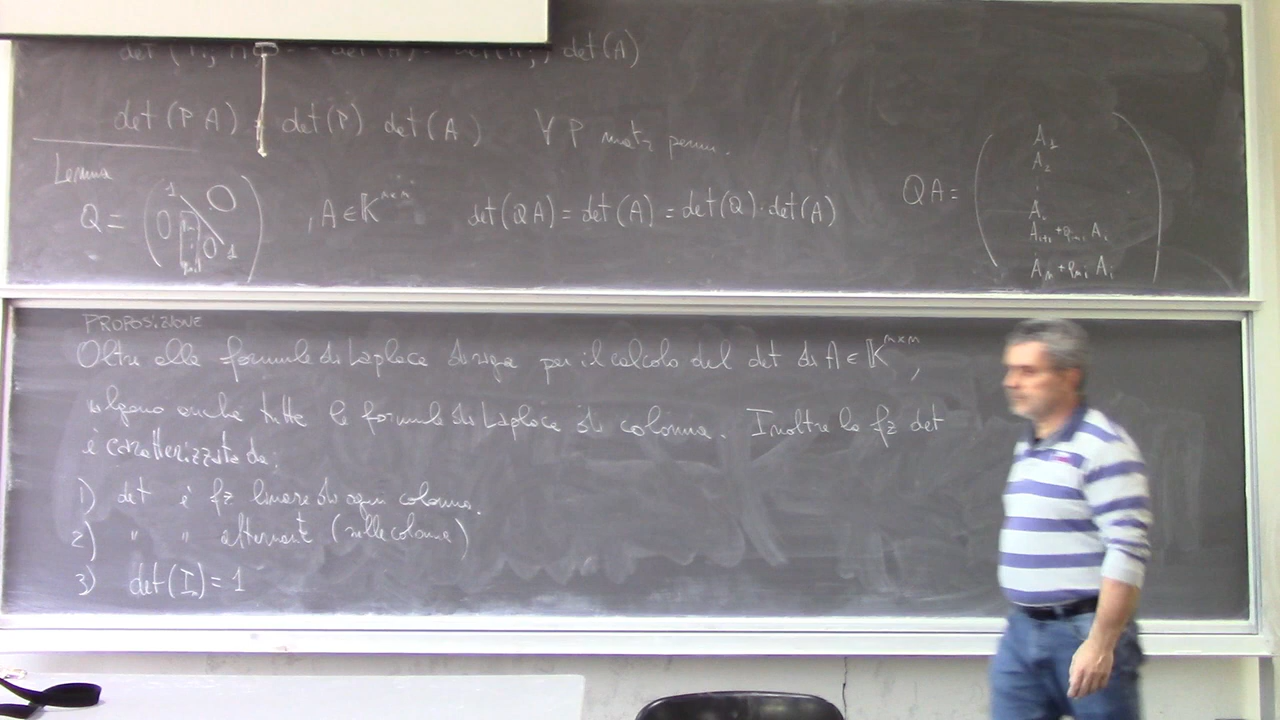 det(A)
det(PA) = det(P) det(A) ∀ P matr perm.
Lemma
Q = , A ∈ K^{n×n} det(QA) = det(A) = det(Q)·det(A) QA =
A_1
A_2
A_i
A_{i+1} + q_{i+1,i} A_i
A_n + q_{n,i} A_i
PROPOSIZIONE
Oltre alle formule di Laplace di riga per il calcolo del det di A ∈ K^{n×n},
valgono anche tutte le formule di Laplace di colonna. Inoltre la fz det
è caratterizzata da:
1) det è fz lineare di ogni colonna.
2) " " alternante (nelle colonne)
3) det(I) = 1